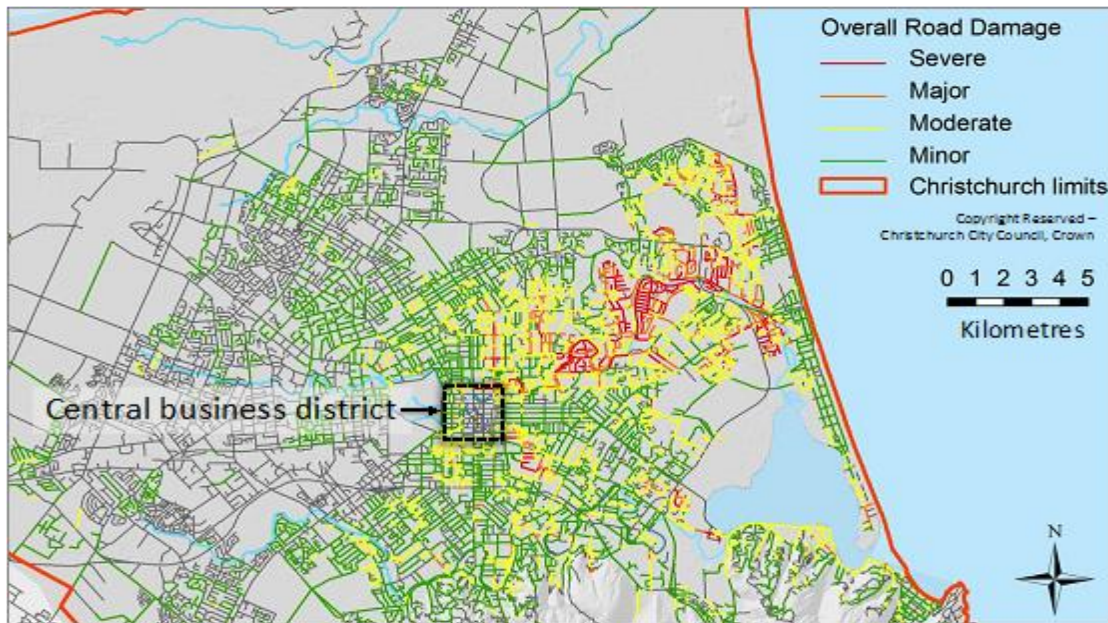 Overall Road Damage
Severe
Major
Moderate
Minor
Christchurch limits
Copyright Reserved –
Christchurch City Council, Crown
0 1 2 3 4 5
Kilometres
Central business district
N